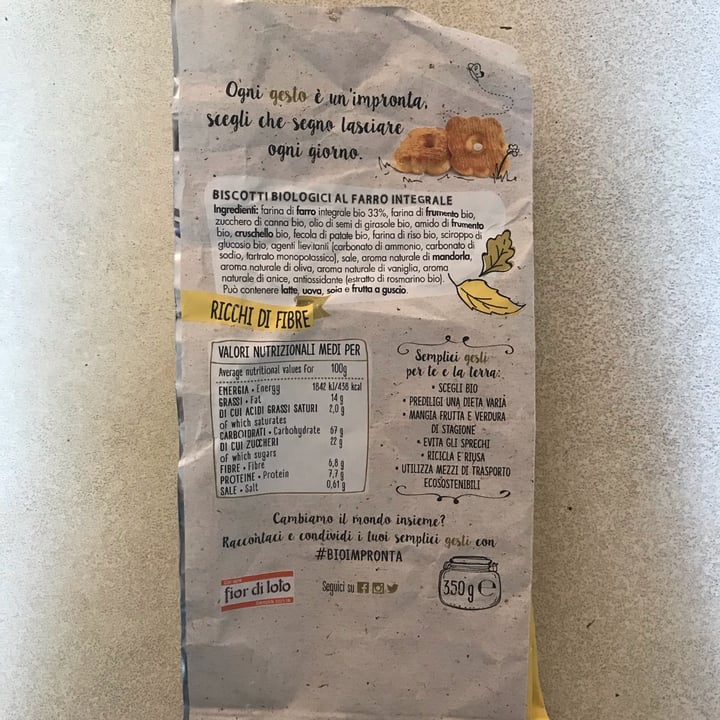 Ogni gesto è un'impronta,
scegli che segno lasciare
ogni giorno.
BISCOTTI BIOLOGICI AL FARRO INTEGRALE
Ingredienti: farina di farro integrale bio 33%, farina di frumento bio,
zucchero di canna bio, olio di semi di girasole bio, amido di frumento
bio, cruschello bio, fecola di patate bio, farina di riso bio, sciroppo di
glucosio bio, agenti lievitanti (carbonato di ammonio, carbonato di
sodio, tartrato monopotassico), sale, aroma naturale di mandorla,
aroma naturale di oliva, aroma naturale di vaniglia, aroma
naturale di anice, antiossidante (estratto di rosmarino bio).
Può contenere latte, uova, soia e frutta a guscio.
RICCHI DI FIBRE
VALORI NUTRIZIONALI MEDI PER
Average nutritional values for 100g
ENERGIA • Energy 1842 kJ/438 kcal
GRASSI • Fat 14 g
DI CUI ACIDI GRASSI SATURI 2,0 g
of which saturates
CARBOIDRATI • Carbohydrate 67 g
DI CUI ZUCCHERI 22 g
of which sugars
FIBRE • Fibre 6,8 g
PROTEINE • Protein 7,7 g
SALE • Salt 0,61 g
Semplici gesti
per te e la terra:
• SCEGLI BIO
• PREDILIGI UNA DIETA VARIA
• MANGIA FRUTTA E VERDURA
DI STAGIONE
• EVITA GLI SPRECHI
• RICICLA E RIUSA
• UTILIZZA MEZZI DI TRASPORTO
ECOSOSTENIBILI
Cambiamo il mondo insieme?
Raccontaci e condividi i tuoi semplici gesti con
#BIOIMPRONTA
fior di loto
Seguici su
350 g e